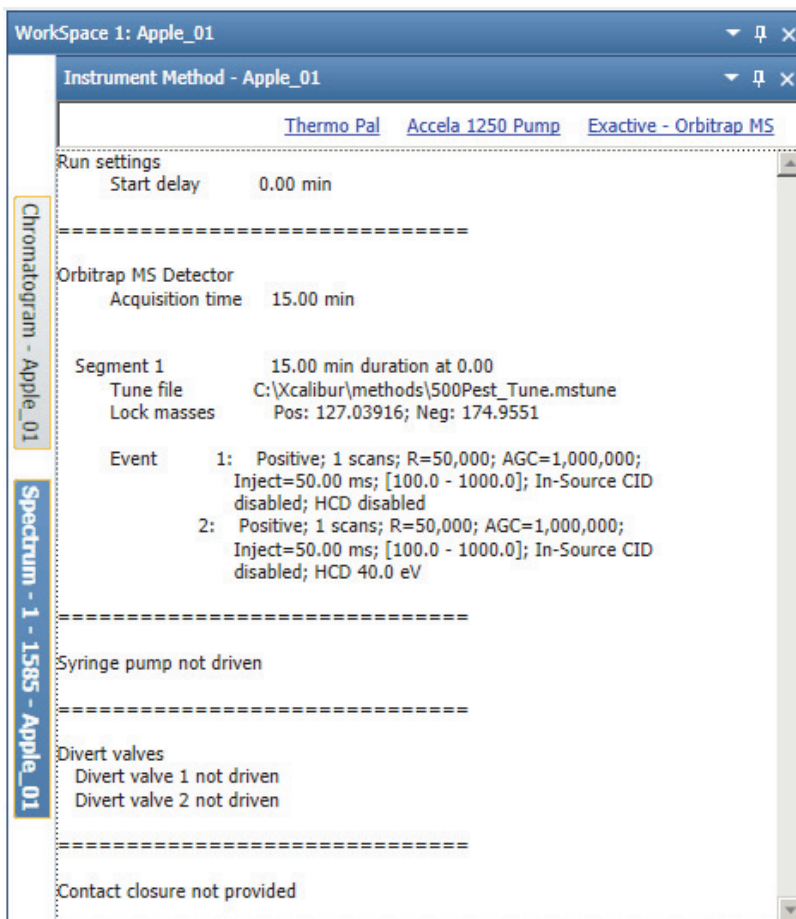 WorkSpace 1: Apple_01
Instrument Method - Apple_01
Thermo Pal Accela 1250 Pump Exactive - Orbitrap MS
Chromatogram - Apple_01
Spectrum - 1 - 1585 - Apple_01
Run settings
Start delay 0.00 min
==============================
Orbitrap MS Detector
Acquisition time 15.00 min
Segment 1 15.00 min duration at 0.00
Tune file C:\Xcalibur\methods\500Pest_Tune.mstune
Lock masses Pos: 127.03916; Neg: 174.9551
Event 1: Positive; 1 scans; R=50,000; AGC=1,000,000;
Inject=50.00 ms; [100.0 - 1000.0]; In-Source CID
disabled; HCD disabled
2: Positive; 1 scans; R=50,000; AGC=1,000,000;
Inject=50.00 ms; [100.0 - 1000.0]; In-Source CID
disabled; HCD 40.0 eV
==============================
Syringe pump not driven
==============================
Divert valves
Divert valve 1 not driven
Divert valve 2 not driven
==============================
Contact closure not provided